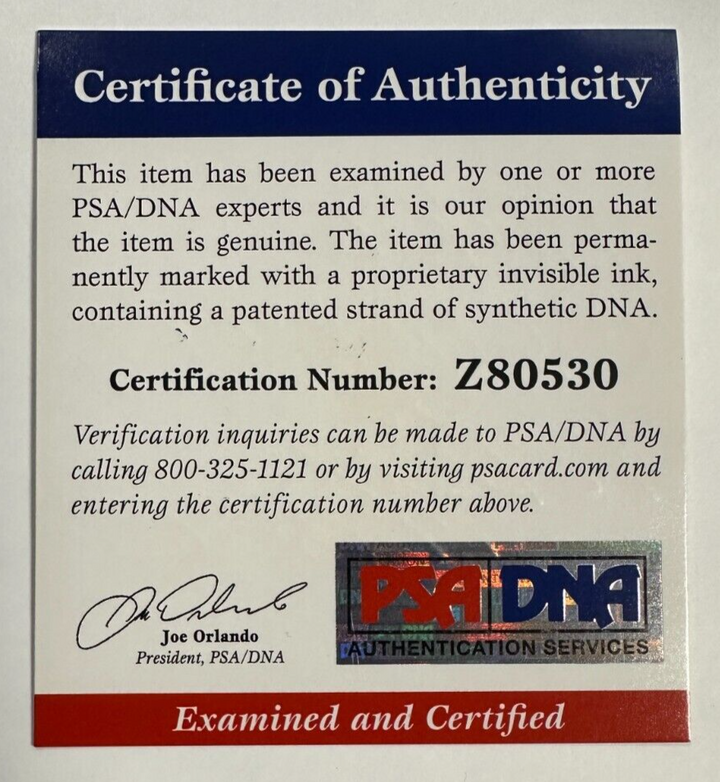 Certificate of Authenticity
This item has been examined by one or more
PSA/DNA experts and it is our opinion that
the item is genuine. The item has been perma-
nently marked with a proprietary invisible ink,
containing a patented strand of synthetic DNA.
Certification Number: Z80530
Verification inquiries can be made to PSA/DNA by
calling 800-325-1121 or by visiting psacard.com and
entering the certification number above.
Joe Orlando
President, PSA/DNA
PSA DNA
AUTHENTICATION SERVICES
Examined and Certified